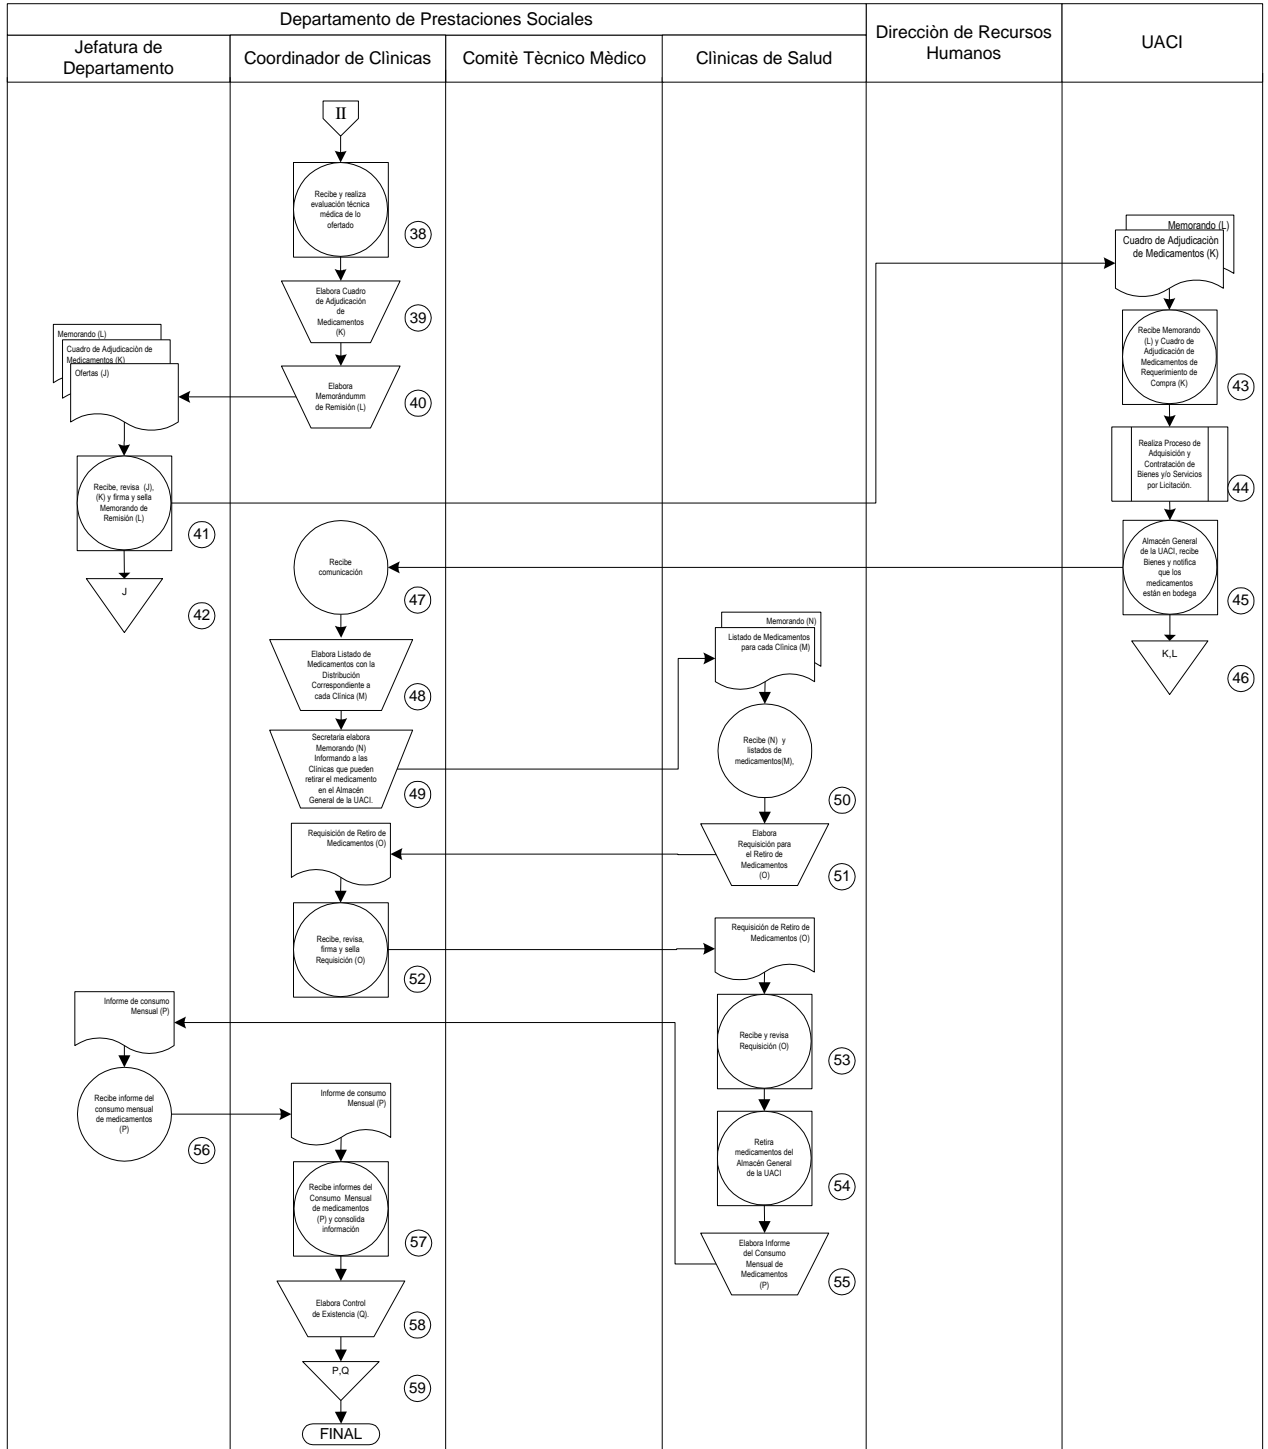 Departamento de Prestaciones Sociales
Jefatura de
Departamento
Coordinador de Clìnicas
Comitè Tècnico Mèdico
Clìnicas de Salud
Direcciòn de Recursos
Humanos
UACI
II
Recibe y realiza
evaluación técnica
médica de lo
ofertado
38
Elabora Cuadro
de Adjudicación
de
Medicamentos
(K)
39
Elabora
Memorándumm
de Remisión (L)
40
Memorando (L)
Cuadro de Adjudicación de
Medicamentos (K)
Ofertas (J)
Recibe, revisa (J),
(K) y firma y sella
Memorando de
Remisión (L)
41
J
42
Memorando (L)
Cuadro de Adjudicaciòn
de Medicamentos (K)
Recibe Memorando
(L) y Cuadro de
Adjudicación de
Medicamentos de
Requerimiento de
Compra (K)
43
Realiza Proceso de
Adquisición y
Contratación de
Bienes y/o Servicios
por Licitación.
44
Almacén General
de la UACI, recibe
Bienes y notifica
que los
medicamentos
están en bodega
45
K,L
46
Recibe
comunicación
47
Elabora Listado de
Medicamentos con la
Distribución
Correspondiente a
cada Clínica (M)
48
Secretaria elabora
Memorando (N)
Informando a las
Clínicas que pueden
retirar el medicamento
en el Almacén
General de la UACI.
49
Memorando (N)
Listado de Medicamentos
para cada Clínica (M)
Recibe (N) y
listados de
medicamentos(M),
50
Elabora
Requisición para
el Retiro de
Medicamentos
(O)
51
Requisición de Retiro de
Medicamentos (O)
Recibe, revisa,
firma y sella
Requisición (O)
52
Requisición de Retiro de
Medicamentos (O)
Recibe y revisa
Requisición (O)
53
Retira
medicamentos del
Almacén General
de la UACI
54
Elabora Informe
del Consumo
Mensual de
Medicamentos
(P)
55
Informe de consumo
Mensual (P)
Recibe informe del
consumo mensual
de medicamentos
(P)
56
Informe de consumo
Mensual (P)
Recibe informes del
Consumo Mensual
de medicamentos
(P) y consolida
información
57
Elabora Control
de Existencia (Q).
58
P,Q
59
FINAL